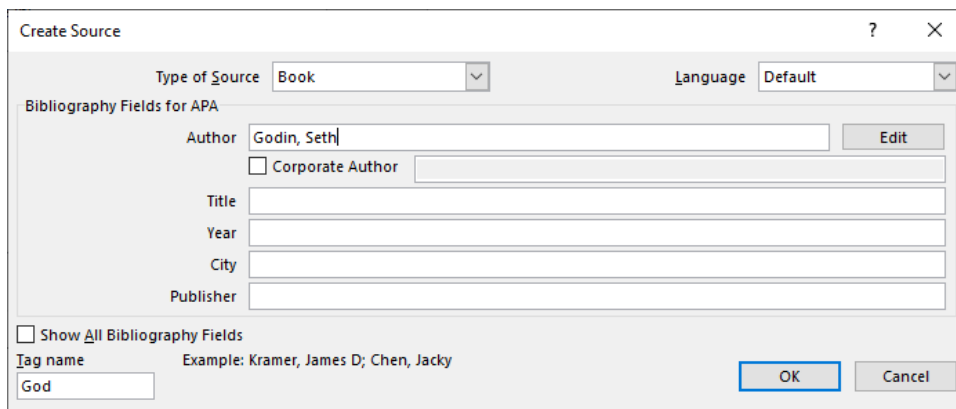 Create Source ?
Type of Source Book Language Default
Bibliography Fields for APA
Author Godin, Seth Edit
Corporate Author
Title
Year
City
Publisher
Show All Bibliography Fields
Tag name Example: Kramer, James D; Chen, Jacky
God OK Cancel